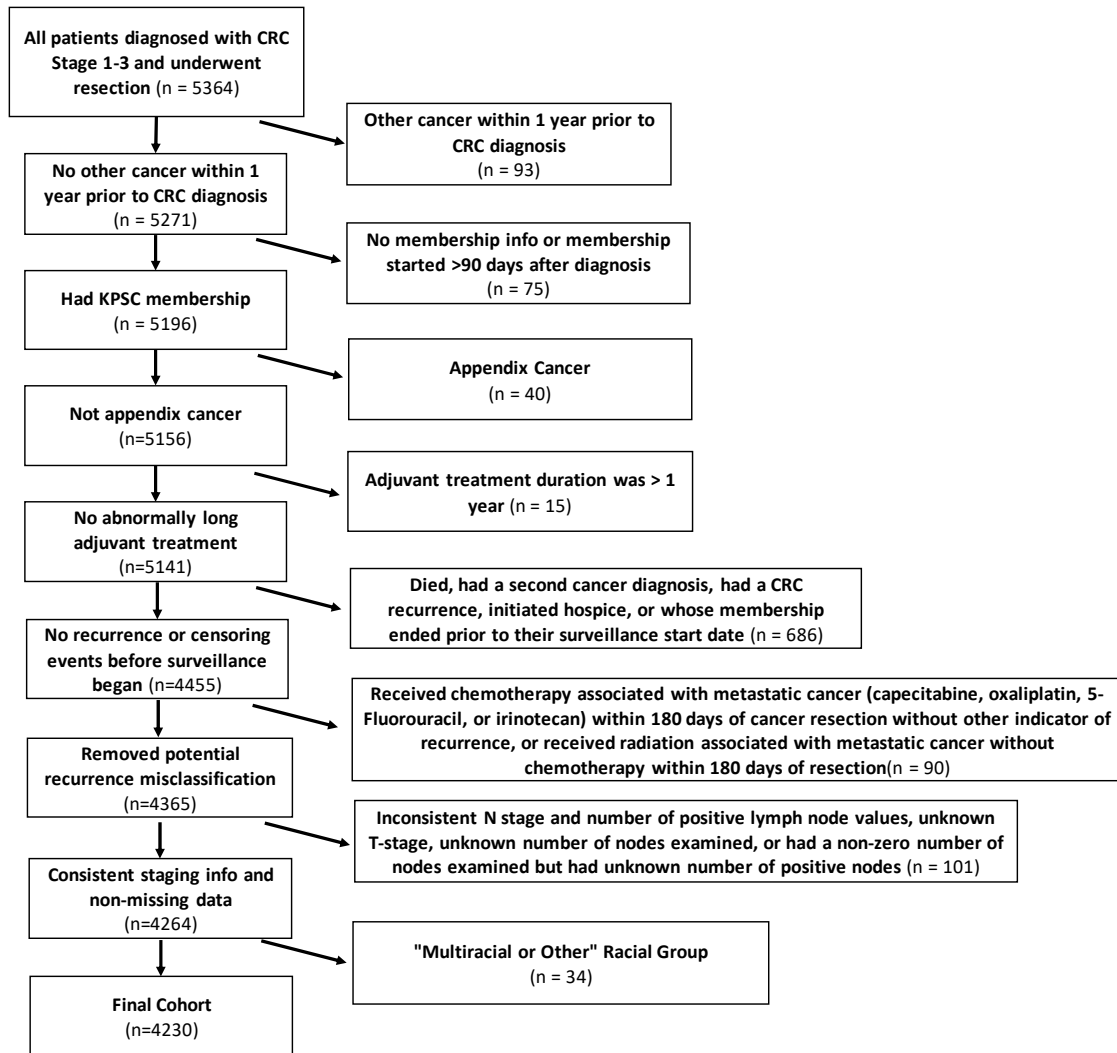 All patients diagnosed with CRC
Stage 1-3 and underwent
resection (n = 5364)
Other cancer within 1 year prior to
CRC diagnosis
(n = 93)
No other cancer within 1
year prior to CRC diagnosis
(n = 5271)
No membership info or membership
started >90 days after diagnosis
(n = 75)
Had KPSC membership
(n = 5196)
Appendix Cancer
(n = 40)
Not appendix cancer
(n=5156)
Adjuvant treatment duration was > 1
year (n = 15)
No abnormally long
adjuvant treatment
(n=5141)
Died, had a second cancer diagnosis, had a CRC
recurrence, initiated hospice, or whose membership
ended prior to their surveillance start date (n = 686)
No recurrence or censoring
events before surveillance
began (n=4455)
Received chemotherapy associated with metastatic cancer (capecitabine, oxaliplatin, 5-
Fluorouracil, or irinotecan) within 180 days of cancer resection without other indicator of
recurrence, or received radiation associated with metastatic cancer without
chemotherapy within 180 days of resection(n = 90)
Removed potential
recurrence misclassification
(n=4365)
Inconsistent N stage and number of positive lymph node values, unknown
T-stage, unknown number of nodes examined, or had a non-zero number of
nodes examined but had unknown number of positive nodes (n = 101)
Consistent staging info and
non-missing data
(n=4264)
"Multiracial or Other" Racial Group
(n = 34)
Final Cohort
(n=4230)